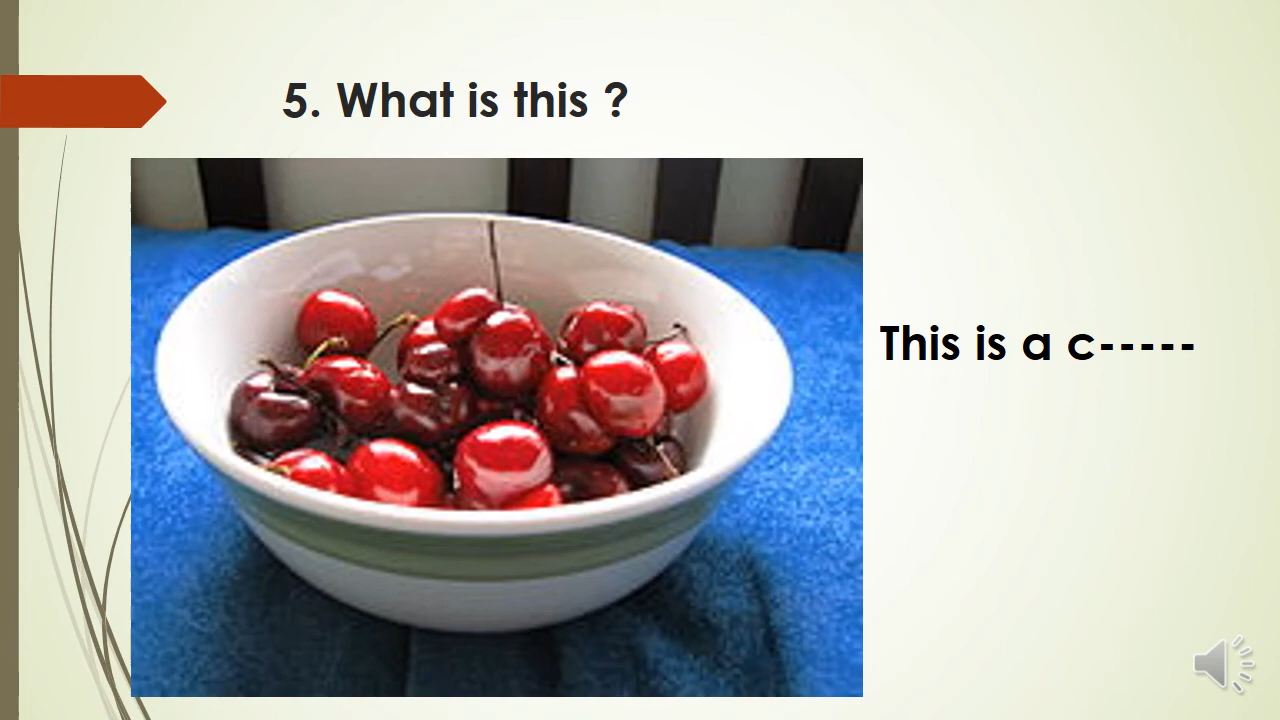 5. What is this ?
This is a c-----